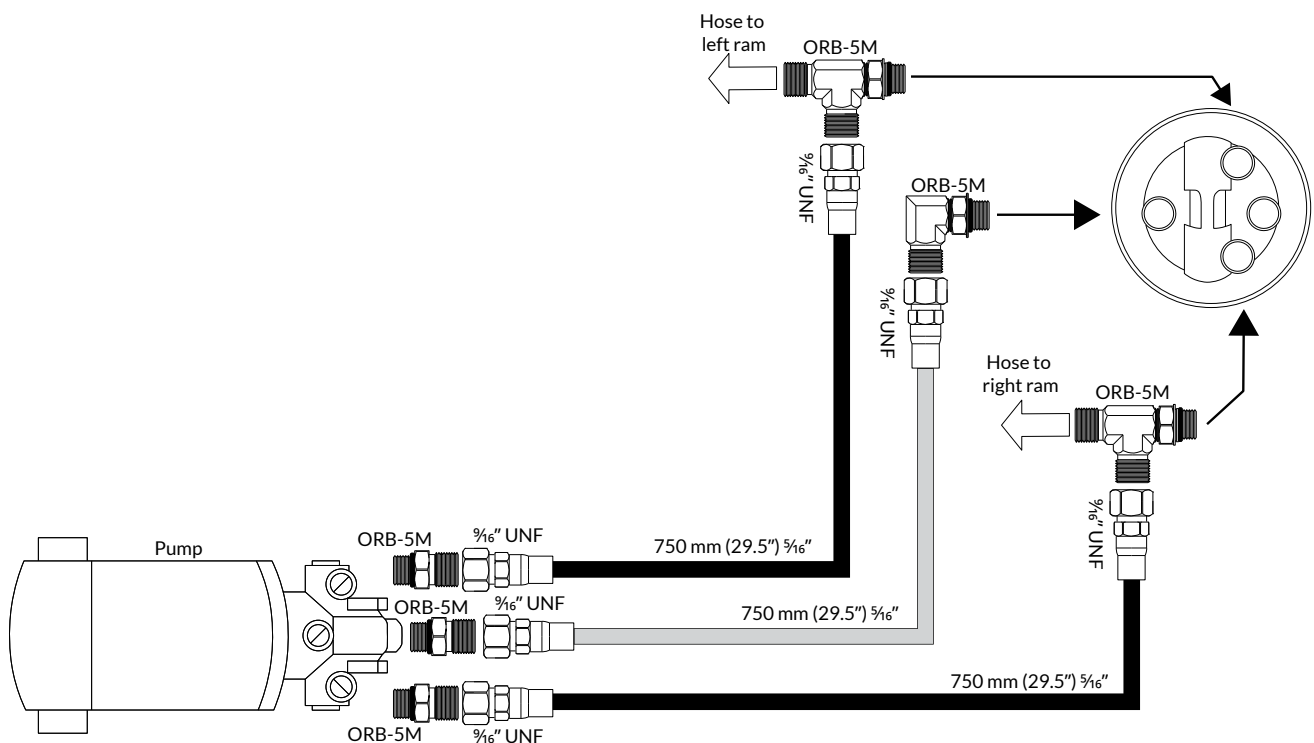 Hose to
left ram
ORB-5M
⁹⁄₁₆” UNF
ORB-5M
⁹⁄₁₆” UNF
Hose to
right ram
ORB-5M
⁹⁄₁₆” UNF
Pump
ORB-5M
⁹⁄₁₆” UNF
750 mm (29.5”) ⁵⁄₁₆”
ORB-5M
⁹⁄₁₆” UNF
750 mm (29.5”) ⁵⁄₁₆”
750 mm (29.5”) ⁵⁄₁₆”
ORB-5M
⁹⁄₁₆” UNF